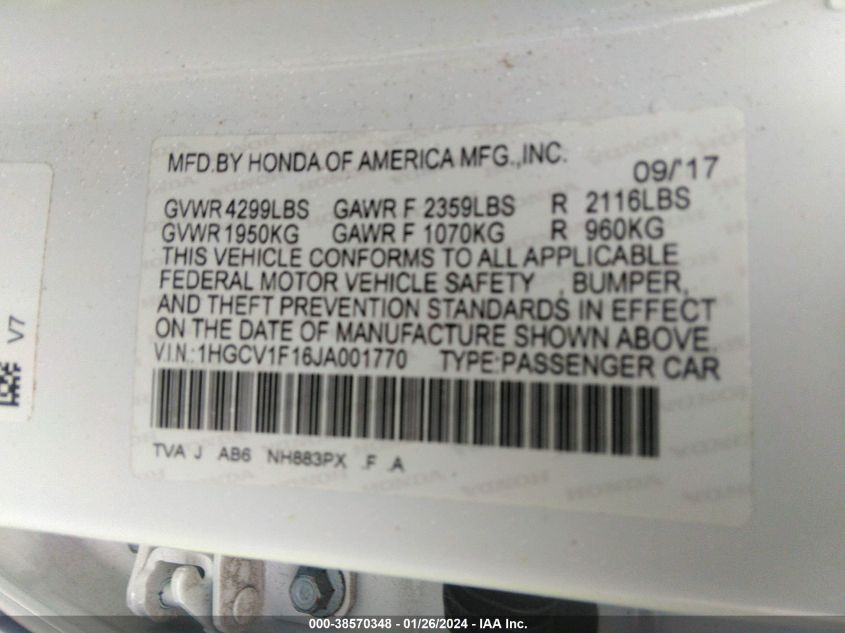 MFD.BY HONDA OF AMERICA MFG.,INC. 09/'17
GVWR 4299LBS GAWR F 2359LBS R 2116LBS
GVWR 1950KG GAWR F 1070KG R 960KG
THIS VEHICLE CONFORMS TO ALL APPLICABLE
FEDERAL MOTOR VEHICLE SAFETY , BUMPER,
AND THEFT PREVENTION STANDARDS IN EFFECT
ON THE DATE OF MANUFACTURE SHOWN ABOVE.
V.I.N.:1HGCV1F16JA001770 TYPE:PASSENGER CAR
TVA J AB6 NH883PX .F .A
V7
000-38570348 - 01/26/2024 - IAA Inc.